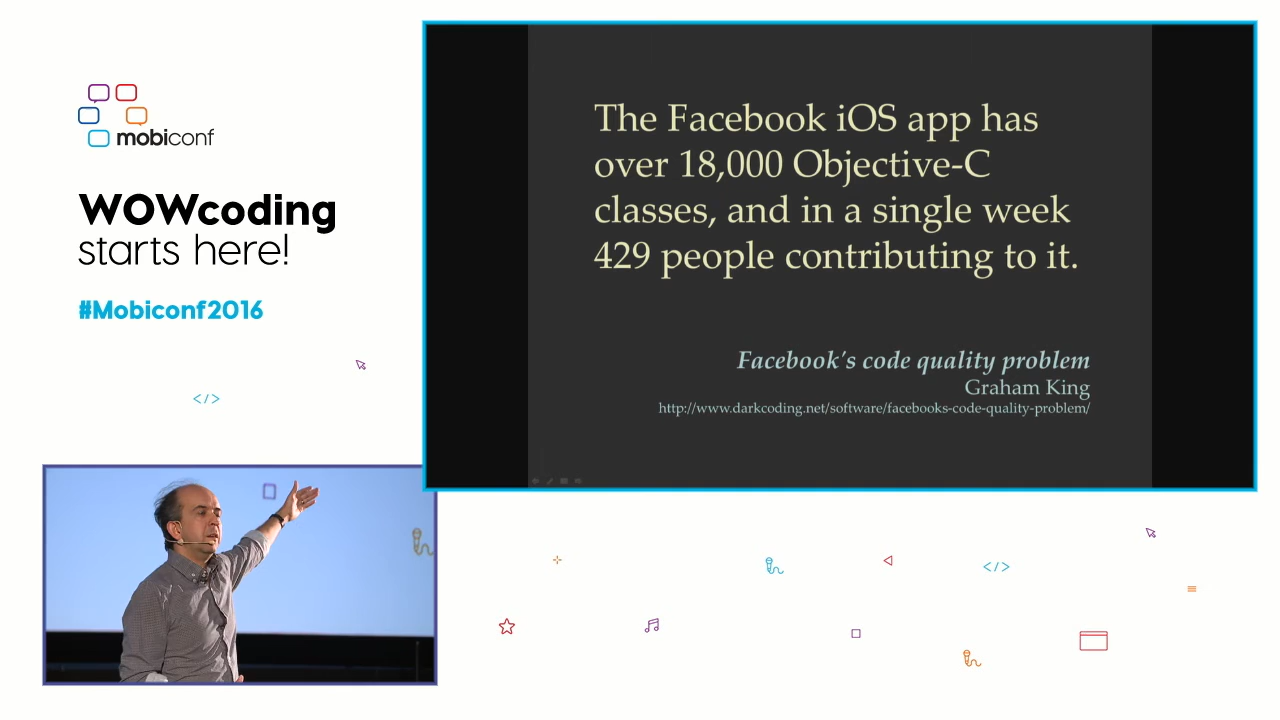 mobiconf
WOWcoding
starts here!
#Mobiconf2016
</>
The Facebook iOS app has
over 18,000 Objective-C
classes, and in a single week
429 people contributing to it.
Facebook's code quality problem
Graham King
http://www.darkcoding.net/software/facebooks-code-quality-problem/
</>